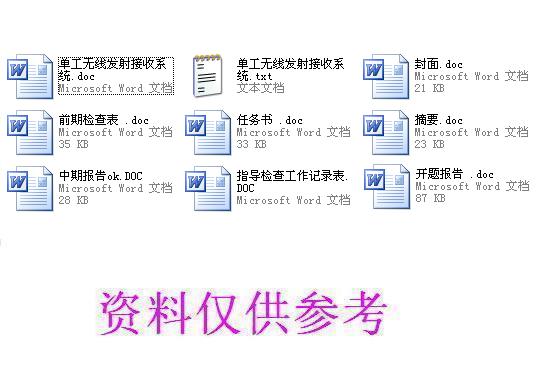 单工无线发射接收系
统.doc
Microsoft Word 文档
单工无线发射接收系
统.txt
文本文档
封面.doc
Microsoft Word 文档
21 KB
前期检查表 .doc
Microsoft Word 文档
35 KB
任务书 .doc
Microsoft Word 文档
33 KB
摘要.doc
Microsoft Word 文档
23 KB
中期报告ok.DOC
Microsoft Word 文档
28 KB
指导检查工作记录表.
DOC
Microsoft Word 文档
开题报告 .doc
Microsoft Word 文档
87 KB
资料仅供参考